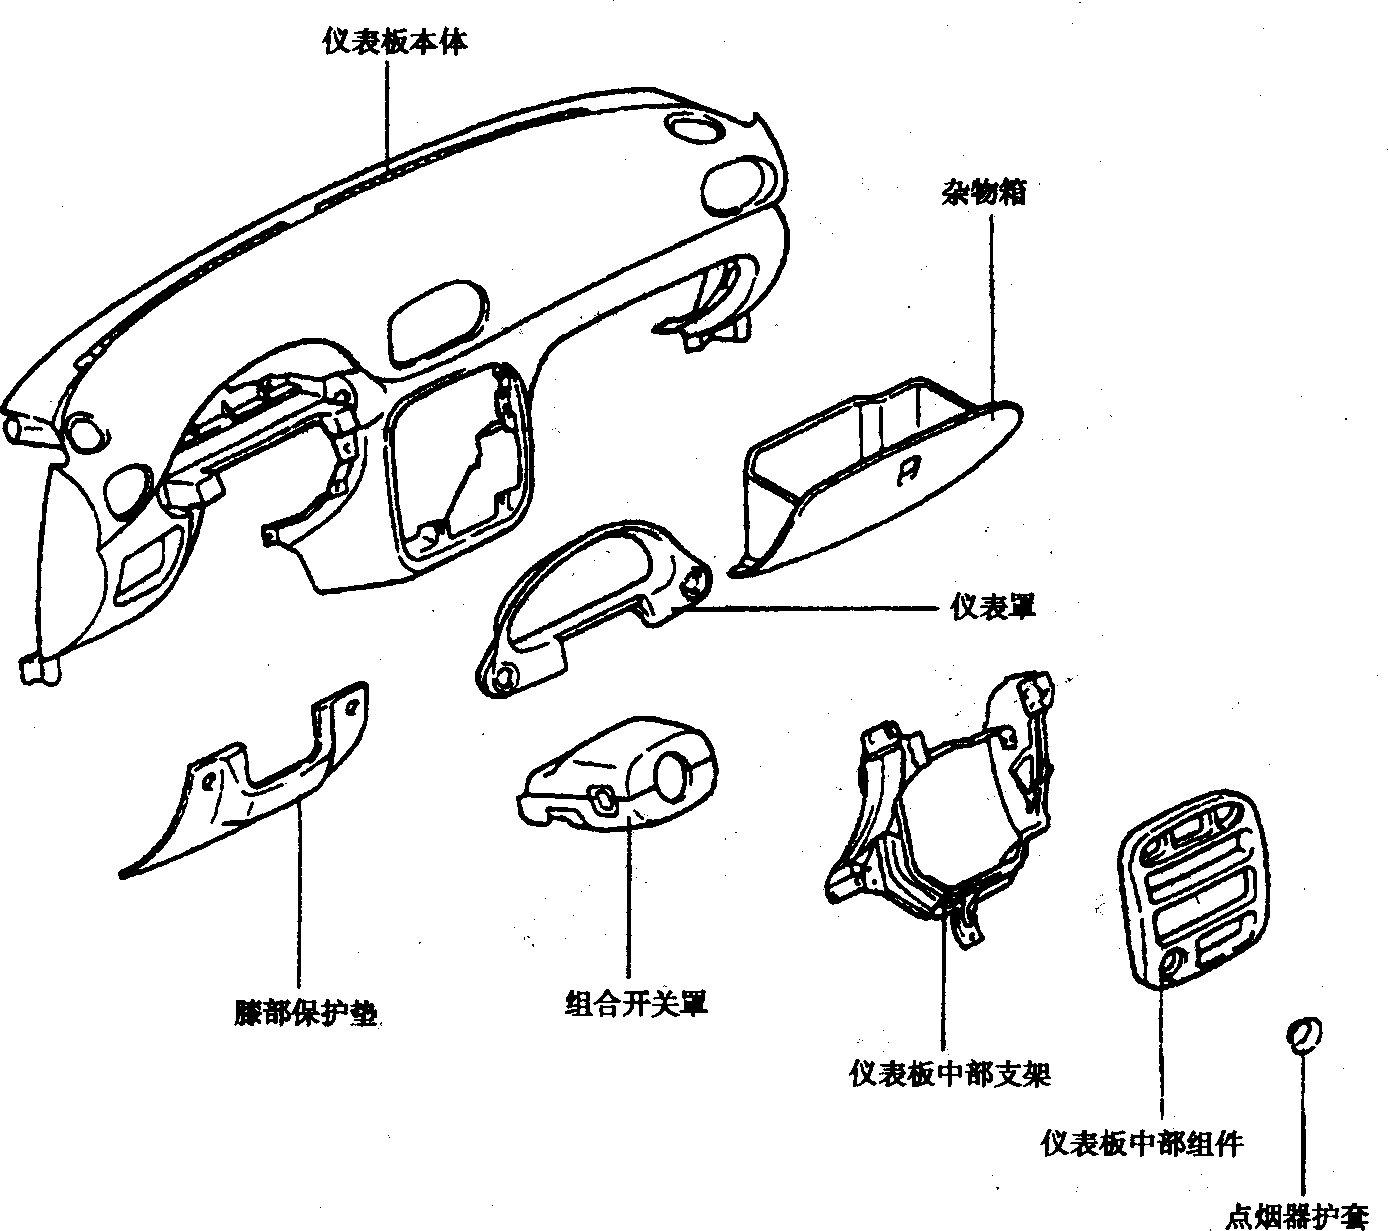 仪表板本体
杂物箱
仪表罩
膝部保护垫
组合开关罩
仪表板中部支架
仪表板中部组件
点烟器护套